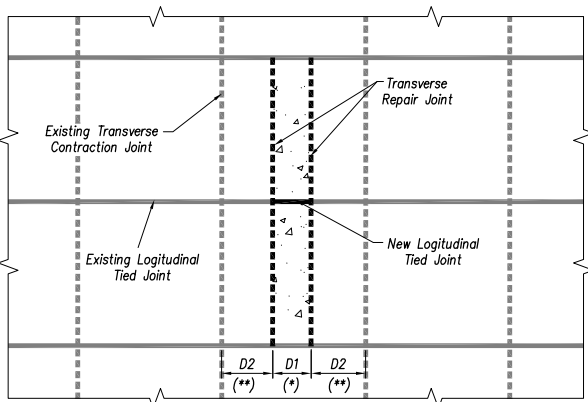 Transverse
Repair Joint
Existing Transverse
Contraction Joint
New Logitudinal
Tied Joint
Existing Logitudinal
Tied Joint
D2 D1 D2
(**) (*) (**)